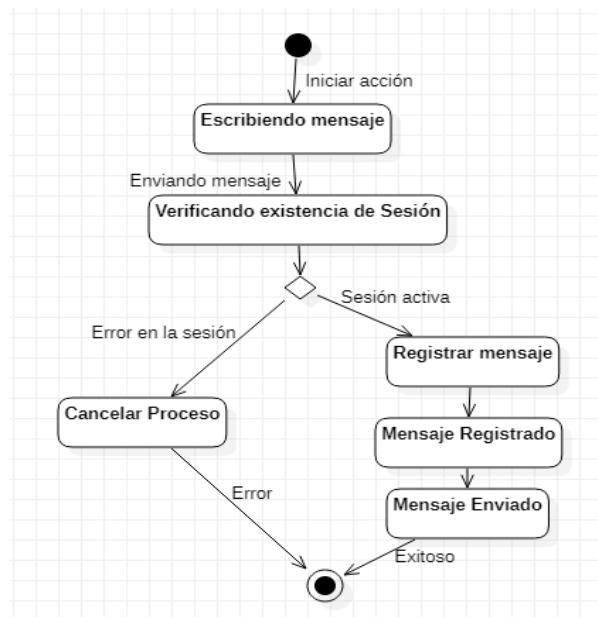 Iniciar acción
Escribiendo mensaje
Enviando mensaje
Verificando existencia de Sesión
Sesión activa
Error en la sesión
Registrar mensaje
Cancelar Proceso
Mensaje Registrado
Error
Mensaje Enviado
Exitoso